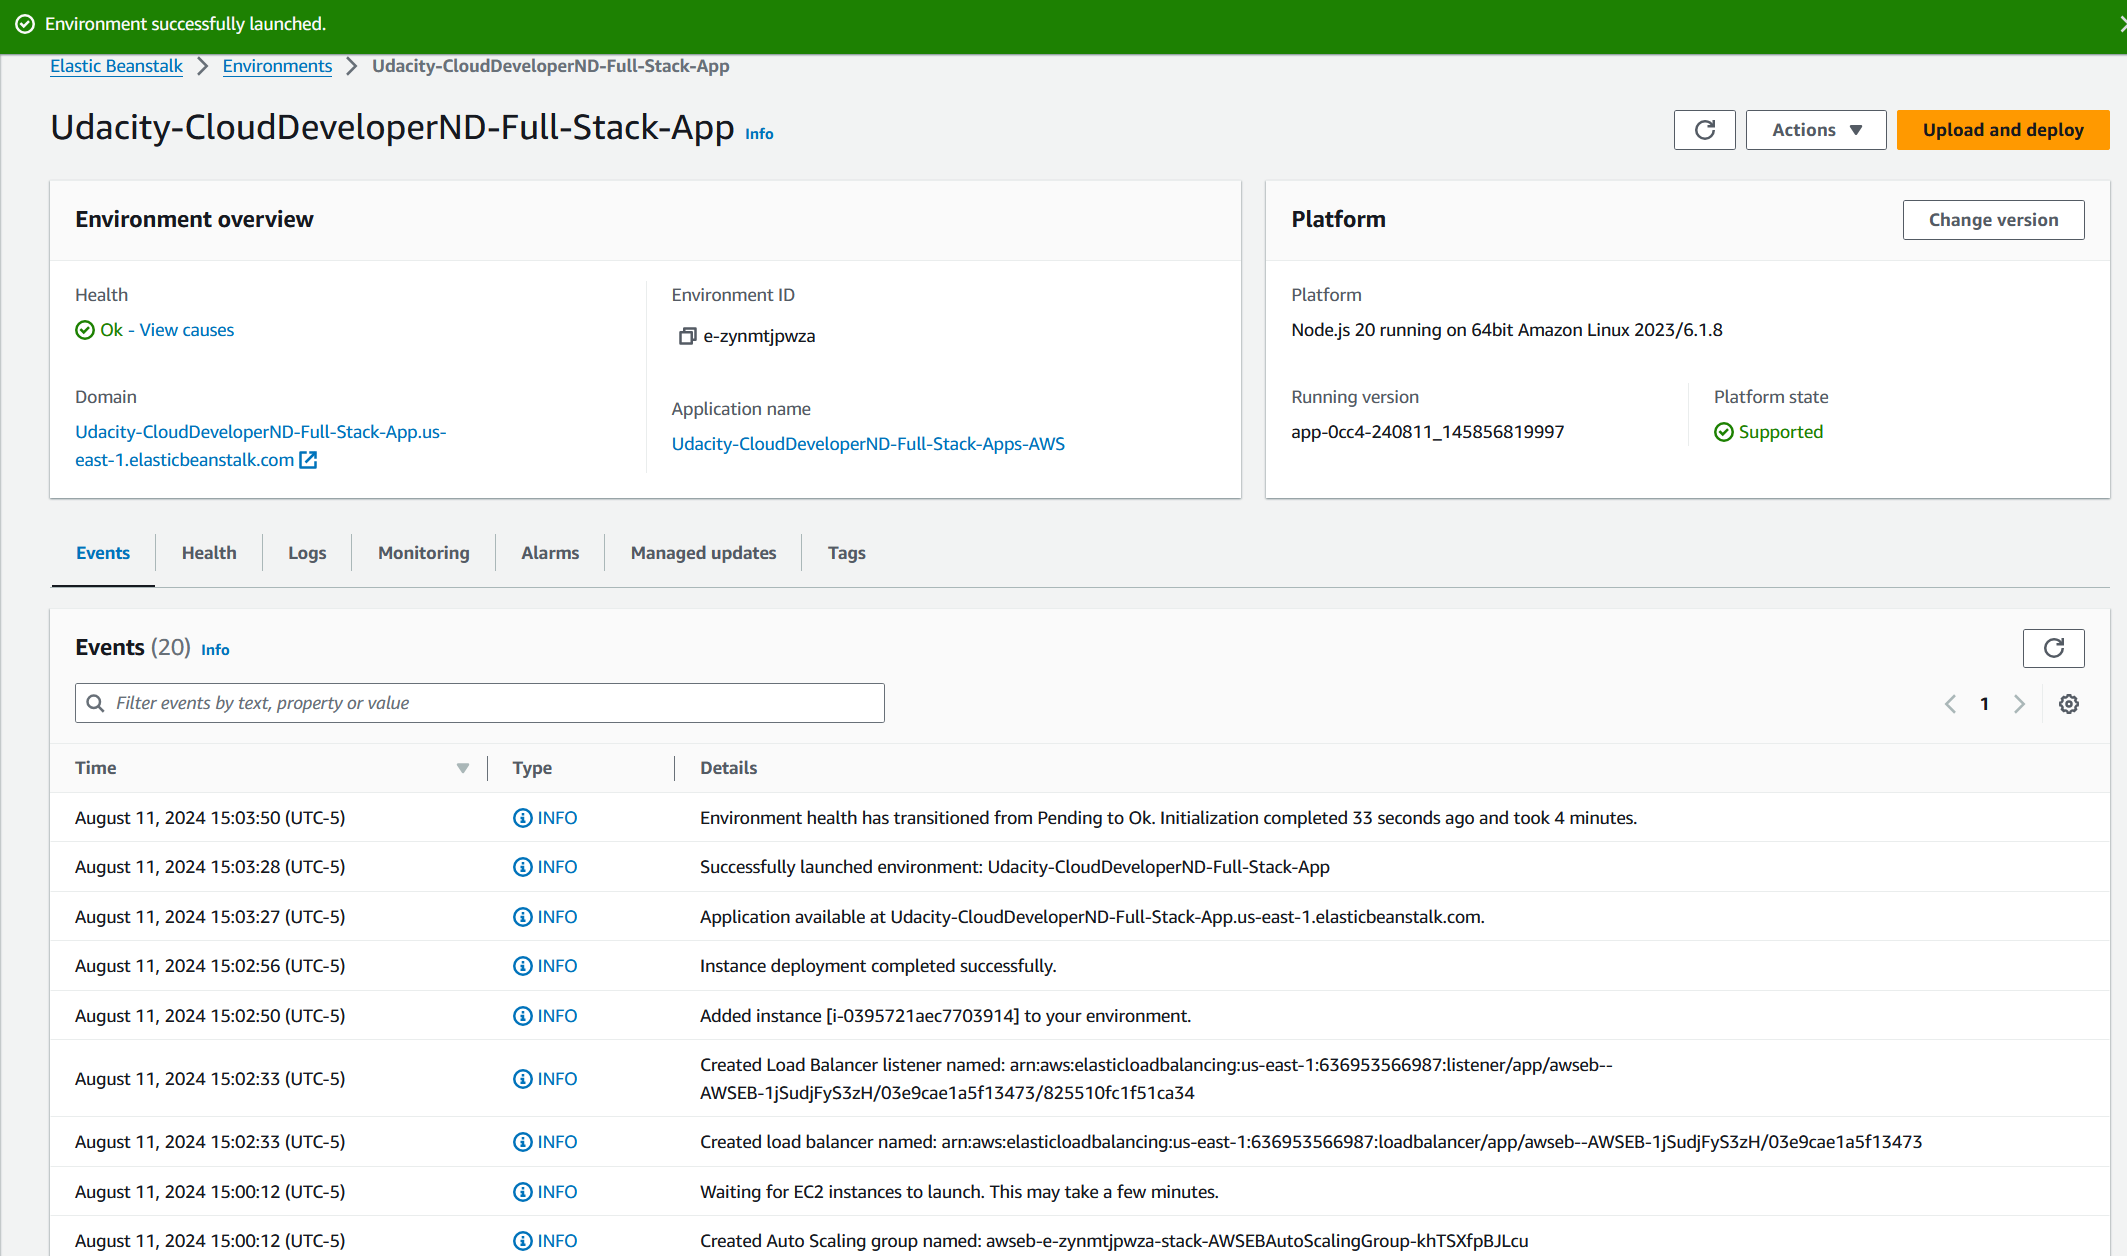 Environment successfully launched.
Elastic Beanstalk > Environments > Udacity-CloudDeveloperND-Full-Stack-App
Udacity-CloudDeveloperND-Full-Stack-App Info
Actions
Upload and deploy
Environment overview
Health
Ok - View causes
Domain
Udacity-CloudDeveloperND-Full-Stack-App.us-
east-1.elasticbeanstalk.com
Environment ID
e-zynmtjpwza
Application name
Udacity-CloudDeveloperND-Full-Stack-Apps-AWS
Platform
Change version
Platform
Node.js 20 running on 64bit Amazon Linux 2023/6.1.8
Running version
app-0cc4-240811_145856819997
Platform state
Supported
Events Health Logs Monitoring Alarms Managed updates Tags
Events (20) Info
Filter events by text, property or value
1
Time Type Details
August 11, 2024 15:03:50 (UTC-5) INFO Environment health has transitioned from Pending to Ok. Initialization completed 33 seconds ago and took 4 minutes.
August 11, 2024 15:03:28 (UTC-5) INFO Successfully launched environment: Udacity-CloudDeveloperND-Full-Stack-App
August 11, 2024 15:03:27 (UTC-5) INFO Application available at Udacity-CloudDeveloperND-Full-Stack-App.us-east-1.elasticbeanstalk.com.
August 11, 2024 15:02:56 (UTC-5) INFO Instance deployment completed successfully.
August 11, 2024 15:02:50 (UTC-5) INFO Added instance [i-0395721aec7703914] to your environment.
August 11, 2024 15:02:33 (UTC-5) INFO Created Load Balancer listener named: arn:aws:elasticloadbalancing:us-east-1:636953566987:listener/app/awseb--
AWSEB-1jSudjFyS3zH/03e9cae1a5f13473/825510fc1f51ca34
August 11, 2024 15:02:33 (UTC-5) INFO Created load balancer named: arn:aws:elasticloadbalancing:us-east-1:636953566987:loadbalancer/app/awseb--AWSEB-1jSudjFyS3zH/03e9cae1a5f13473
August 11, 2024 15:00:12 (UTC-5) INFO Waiting for EC2 instances to launch. This may take a few minutes.
August 11, 2024 15:00:12 (UTC-5) INFO Created Auto Scaling group named: awseb-e-zynmtjpwza-stack-AWSEBAutoScalingGroup-khTSXfpBJLcu